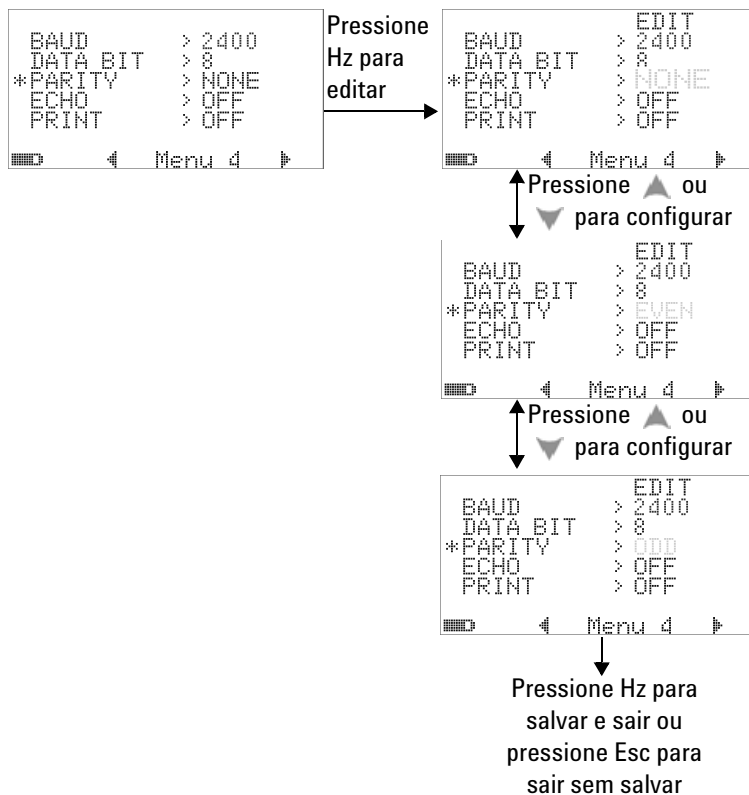 BAUD > 2400
DATA BIT > 8
*PARITY > NONE
ECHO > OFF
PRINT > OFF
Menu 4
Pressione
Hz para
editar
EDIT
BAUD > 2400
DATA BIT > 8
*PARITY > NONE
ECHO > OFF
PRINT > OFF
Menu 4
Pressione ou
para configurar
EDIT
BAUD > 2400
DATA BIT > 8
*PARITY > EVEN
ECHO > OFF
PRINT > OFF
Menu 4
Pressione ou
para configurar
EDIT
BAUD > 2400
DATA BIT > 8
*PARITY > ODD
ECHO > OFF
PRINT > OFF
Menu 4
Pressione Hz para
salvar e sair ou
pressione Esc para
sair sem salvar